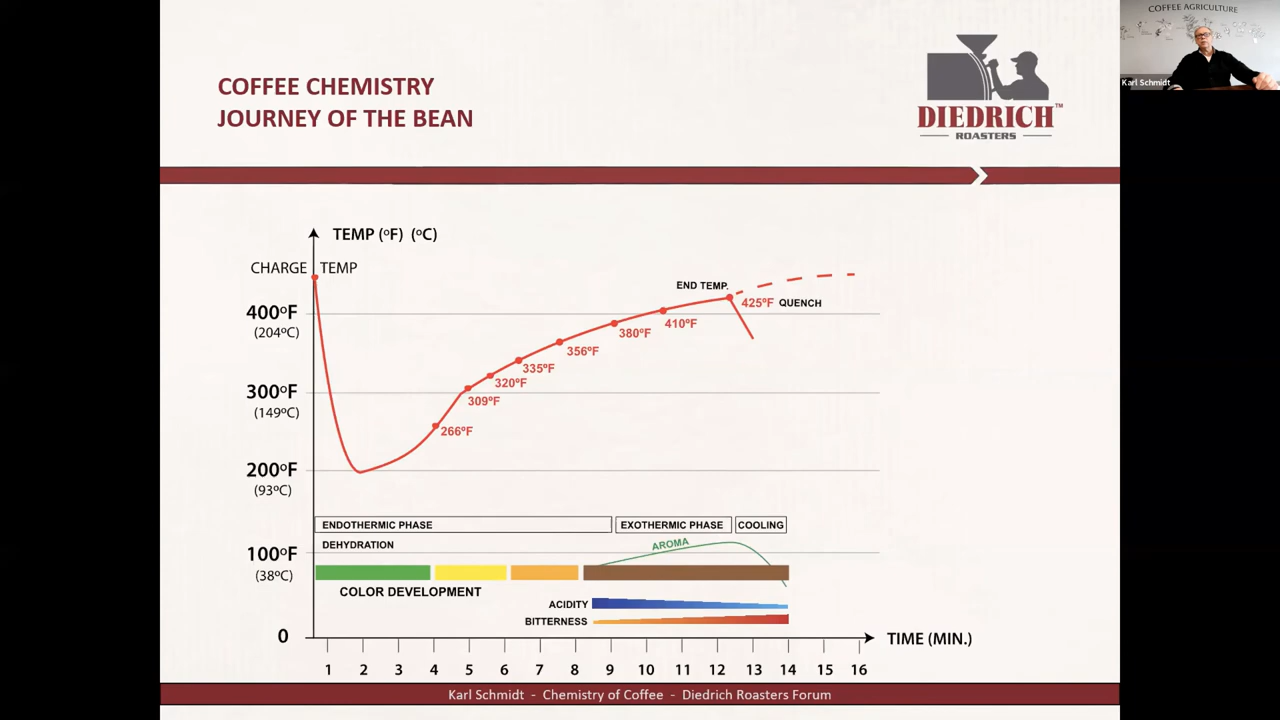 COFFEE AGRICULTURE
Karl Schmidt
COFFEE CHEMISTRY
JOURNEY OF THE BEAN
DIEDRICH™
ROASTERS
TEMP (ºF) (ºC)
CHARGE TEMP
400ºF
(204ºC)
300ºF
(149ºC)
200ºF
(93ºC)
100ºF
(38ºC)
0
266ºF
309ºF
320ºF
335ºF
356ºF
380ºF
410ºF
END TEMP.
425ºF QUENCH
ENDOTHERMIC PHASE
EXOTHERMIC PHASE
COOLING
DEHYDRATION
AROMA
COLOR DEVELOPMENT
ACIDITY
BITTERNESS
TIME (MIN.)
1 2 3 4 5 6 7 8 9 10 11 12 13 14 15 16
Karl Schmidt - Chemistry of Coffee - Diedrich Roasters Forum